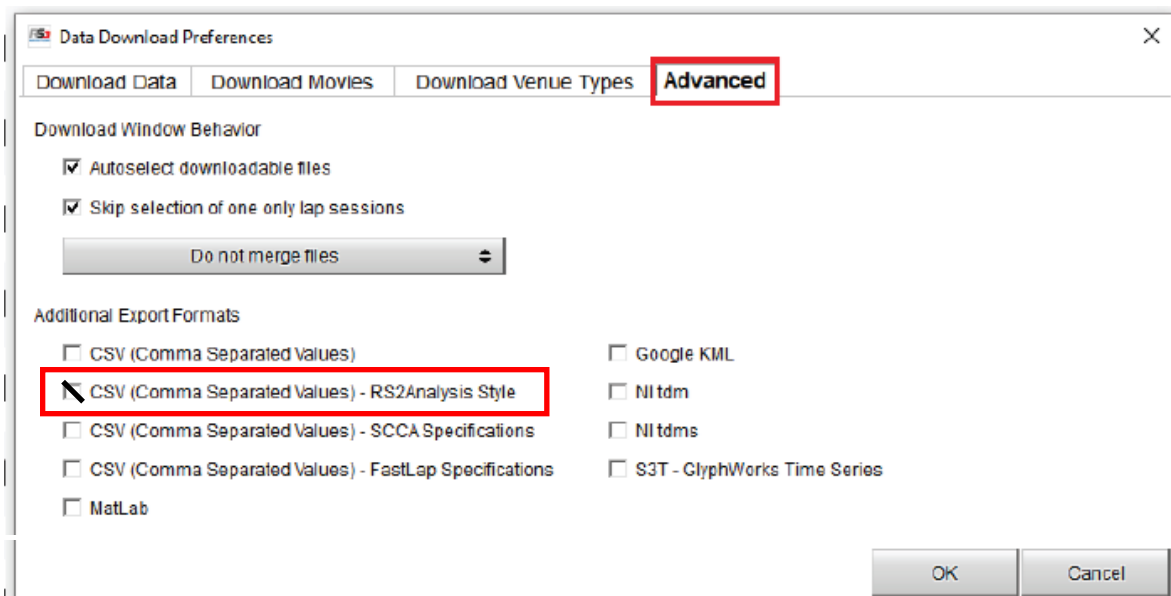 RS3 Data Download Preferences
Download Data Download Movies Download Venue Types Advanced
Download Window Behavior
Autoselect downloadable files
Skip selection of one only lap sessions
Do not merge files
Additional Export Formats
CSV (Comma Separated Values) Google KML
CSV (Comma Separated Values) - RS2Analysis Style NI tdm
CSV (Comma Separated Values) - SCCA Specifications NI tdms
CSV (Comma Separated Values) - FastLap Specifications S3T - GlyphWorks Time Series
MatLab
OK Cancel